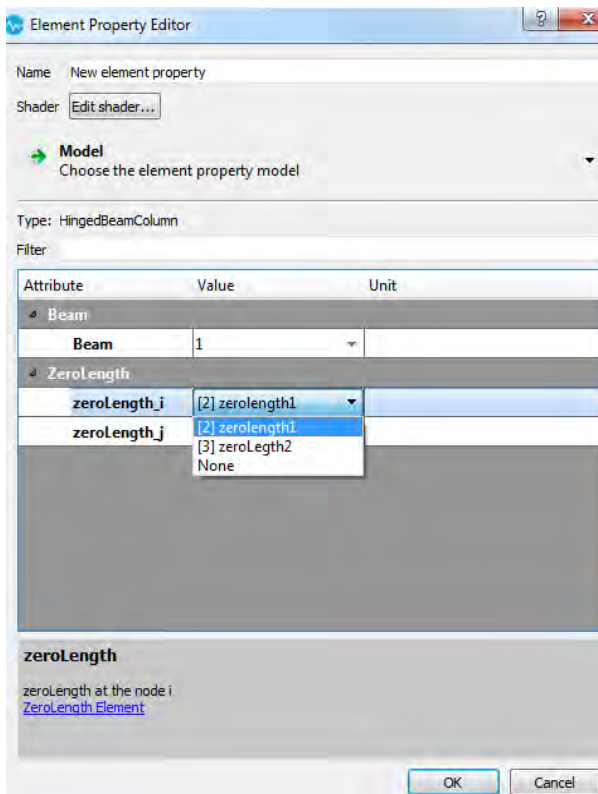 Element Property Editor
?
Name New element property
Shader Edit shader...
Model
Choose the element property model
Type: HingedBeamColumn
Filter
Attribute Value Unit
Beam
Beam 1
ZeroLength
zeroLength_i [2] zerolength1
zeroLength_j [2] zerolength1
[3] zeroLegth2
None
zeroLength
zeroLength at the node i
ZeroLength Element
OK Cancel